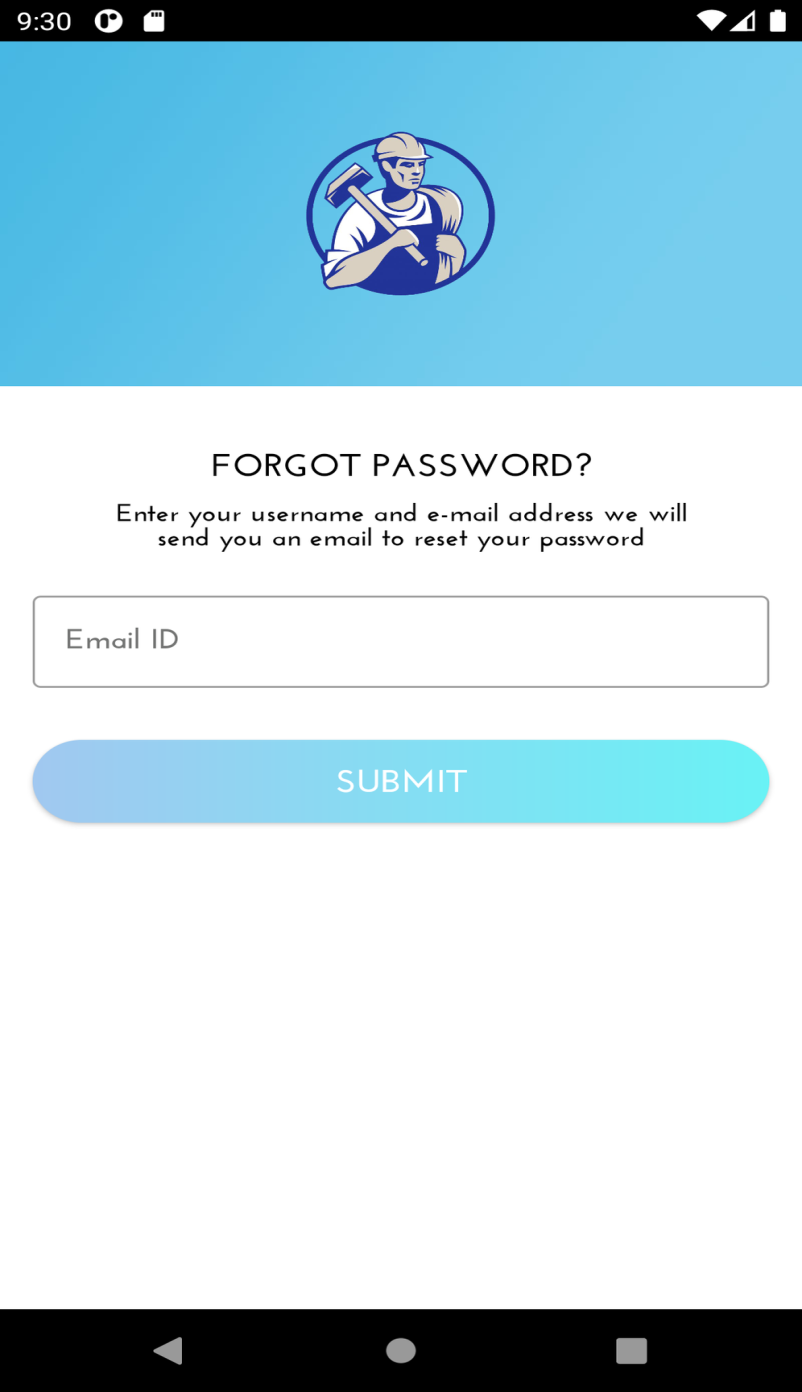 9:30
FORGOT PASSWORD?
Enter your username and e-mail address we will
send you an email to reset your password
Email ID
SUBMIT